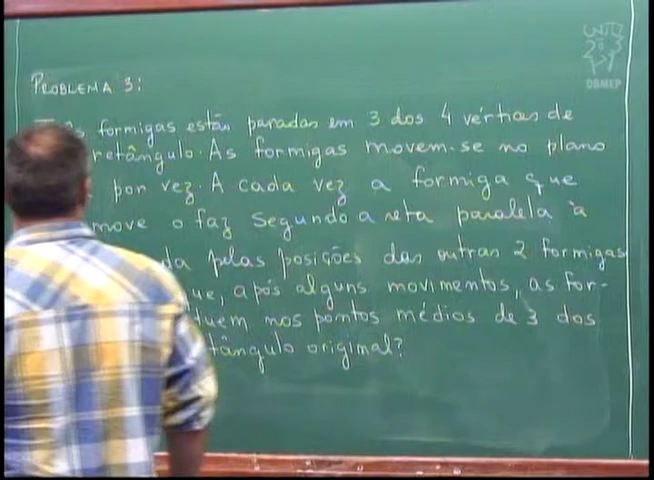 PROBLEMA 3:
formigas estão paradas em 3 dos 4 vértices de
retângulo. As formigas movem-se no plano
por vez. A cada vez a formiga que
move o faz segundo a reta paralela à
da pelas posições das outras 2 formigas
que, após alguns movimentos, as for-
tuem nos pontos médios de 3 dos
tângulo original?
OBMEP